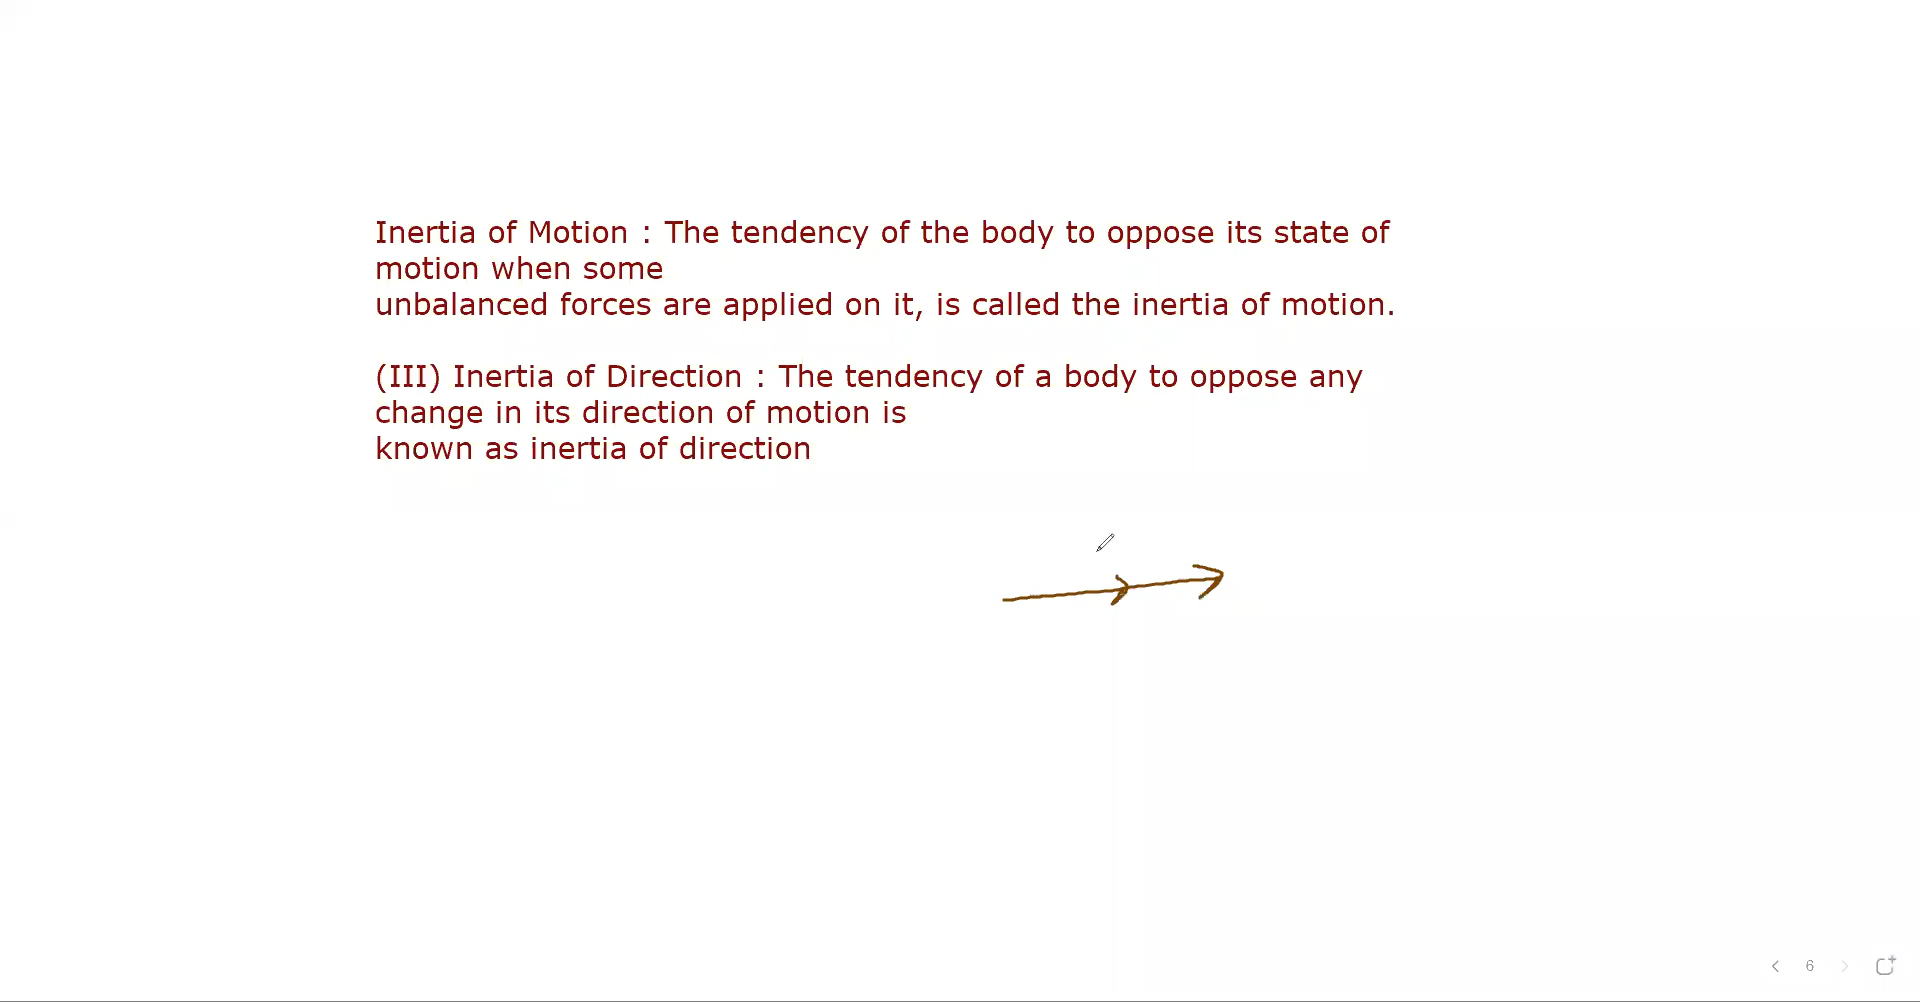 Inertia of Motion : The tendency of the body to oppose its state of
motion when some
unbalanced forces are applied on it, is called the inertia of motion.
(III) Inertia of Direction : The tendency of a body to oppose any
change in its direction of motion is
known as inertia of direction
6